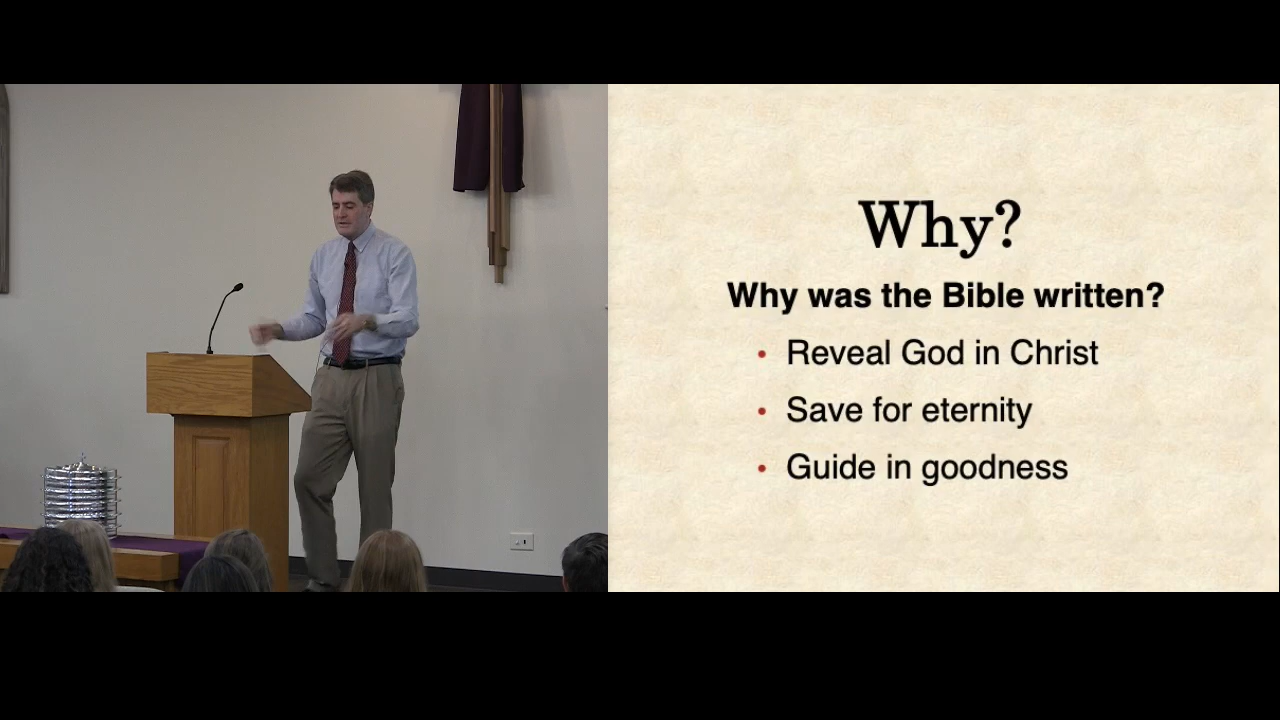 Why?
Why was the Bible written?
• Reveal God in Christ
• Save for eternity
• Guide in goodness